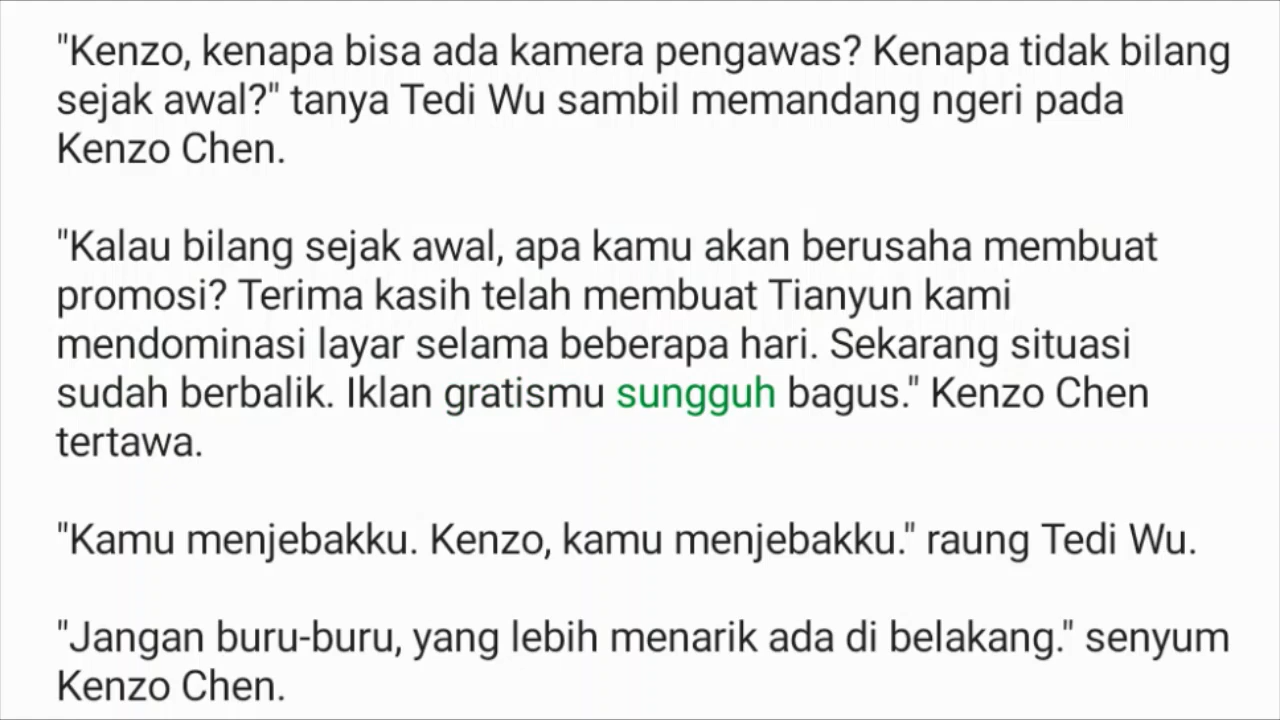 "Kenzo, kenapa bisa ada kamera pengawas? Kenapa tidak bilang
sejak awal?" tanya Tedi Wu sambil memandang ngeri pada
Kenzo Chen.
"Kalau bilang sejak awal, apa kamu akan berusaha membuat
promosi? Terima kasih telah membuat Tianyun kami
mendominasi layar selama beberapa hari. Sekarang situasi
sudah berbalik. Iklan gratismu sungguh bagus." Kenzo Chen
tertawa.
"Kamu menjebakku. Kenzo, kamu menjebakku." raung Tedi Wu.
"Jangan buru-buru, yang lebih menarik ada di belakang." senyum
Kenzo Chen.